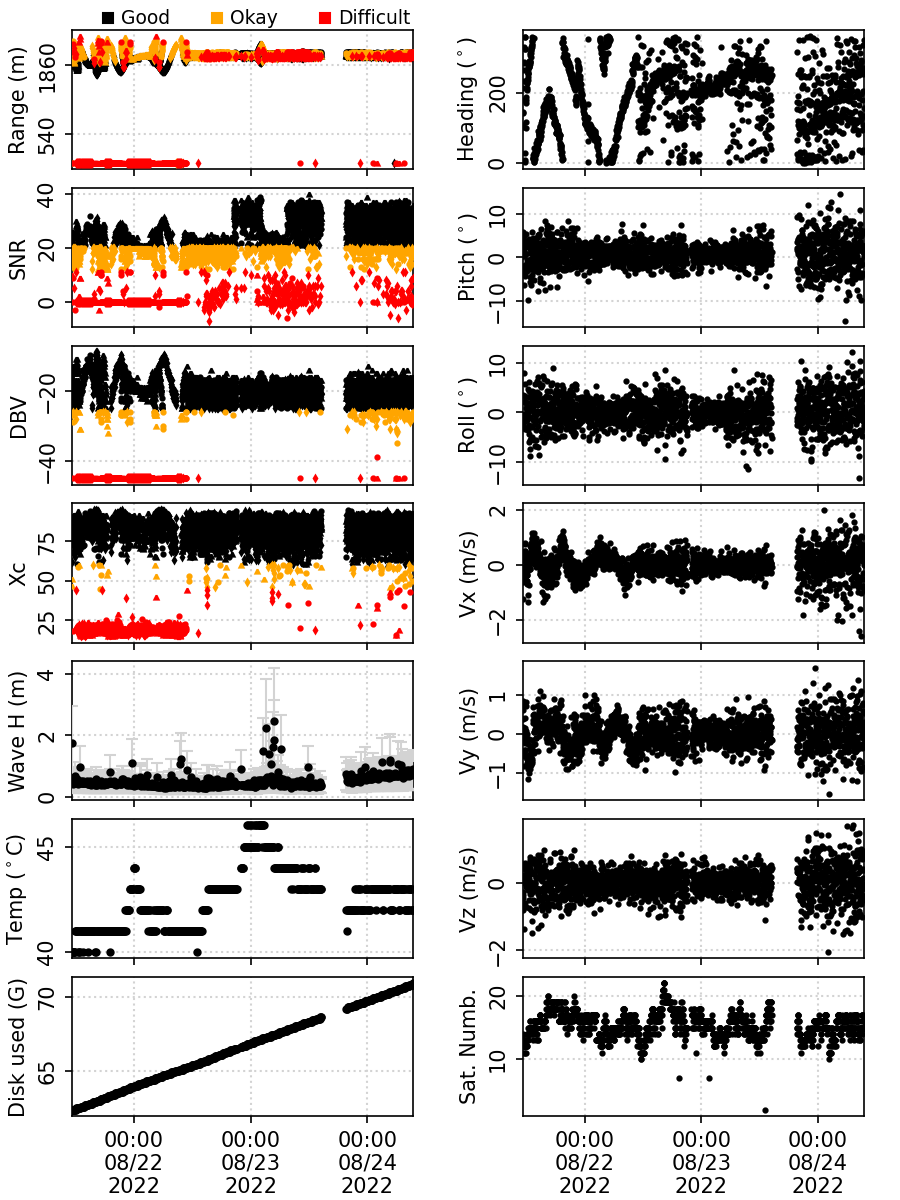 Good Okay Difficult
Range (m)
1860
540
Heading (°)
200
0
SNR
40
20
0
Pitch (°)
10
0
−10
DBV
−20
−40
Roll (°)
10
0
−10
Xc
75
50
25
Vx (m/s)
2
0
−2
Wave H (m)
4
2
0
Vy (m/s)
1
0
−1
Temp (°C)
45
40
Vz (m/s)
0
−2
Disk used (G)
70
65
Sat. Numb.
20
10
00:00 00:00 00:00
08/22 08/23 08/24
2022 2022 2022
00:00 00:00 00:00
08/22 08/23 08/24
2022 2022 2022